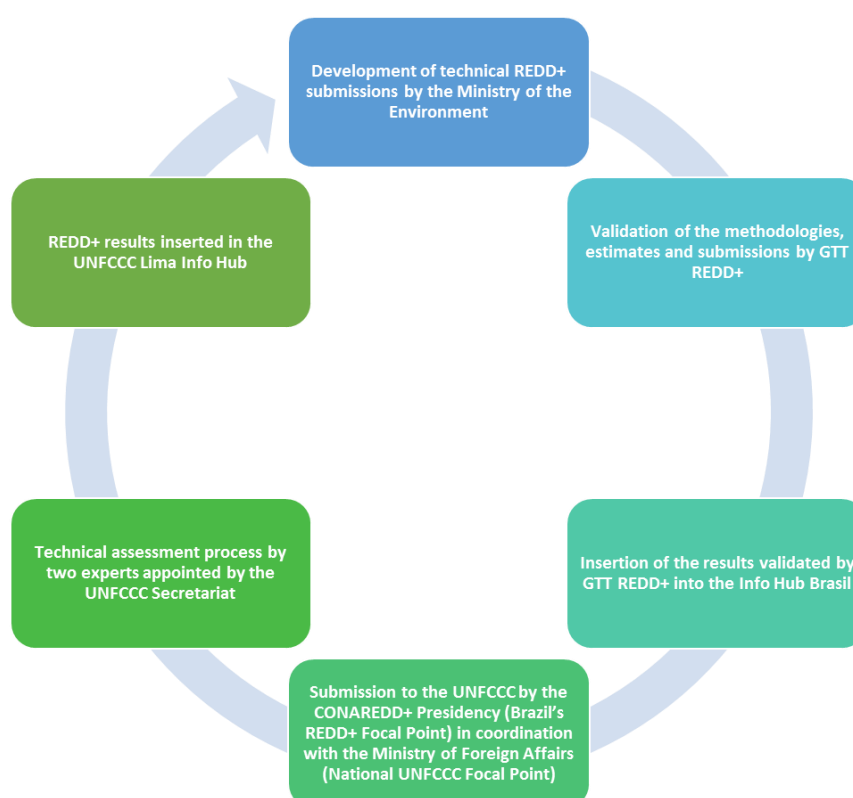 Development of technical REDD+
submissions by the Ministry of the
Environment
Validation of the methodologies,
estimates and submissions by GTT
REDD+
Insertion of the results validated by
GTT REDD+ into the Info Hub Brasil
Submission to the UNFCCC by the
CONAREDD+ Presidency (Brazil's
REDD+ Focal Point) in coordination
with the Ministry of Foreign Affairs
(National UNFCCC Focal Point)
Technical assessment process by
two experts appointed by the
UNFCCC Secretariat
REDD+ results inserted in the
UNFCCC Lima Info Hub